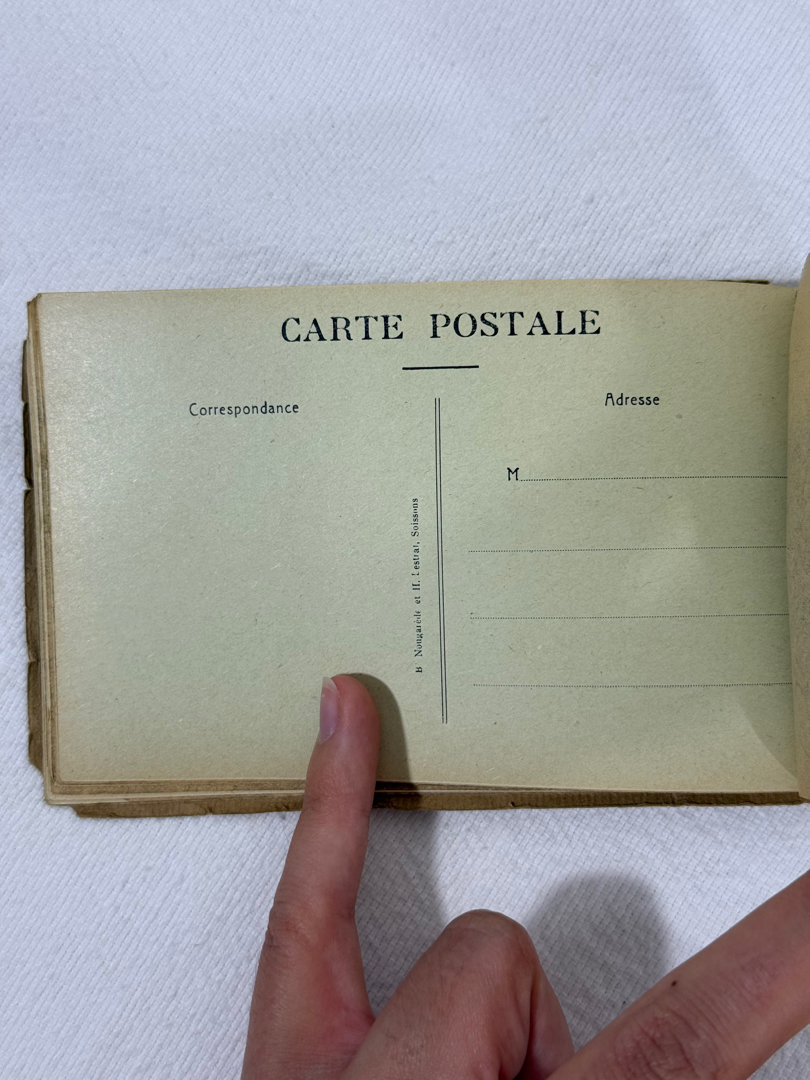 CARTE POSTALE
Correspondance
B Nougarède et H. Lestrat, Soissons
Adresse
M